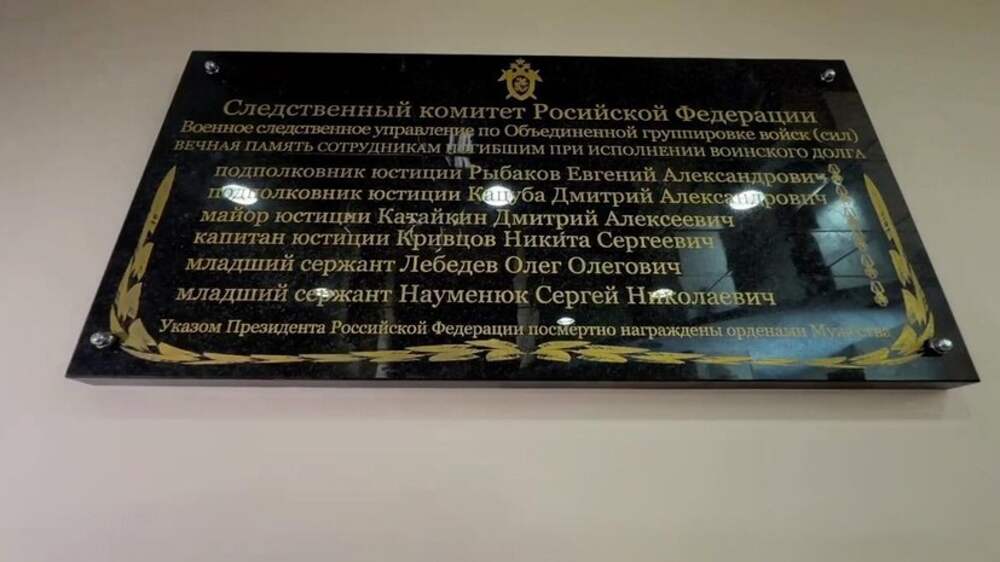 Следственный комитет Росийской Федерации
Военное следственное управление по Объединенной группировке войск (сил)
ВЕЧНАЯ ПАМЯТЬ СОТРУДНИКАМ ПОГИБШИМ ПРИ ИСПОЛНЕНИИ ВОИНСКОГО ДОЛГА
подполковник юстиции Рыбаков Евгений Александрович
подполковник юстиции Кацуба Дмитрий Александрович
майор юстиции Катайкин Дмитрий Алексеевич
капитан юстиции Кривцов Никита Сергеевич
младший сержант Лебедев Олег Олегович
младший сержант Науменюк Сергей Николаевич
Указом Президента Российской Федерации посмертно награждены орденами Мужества